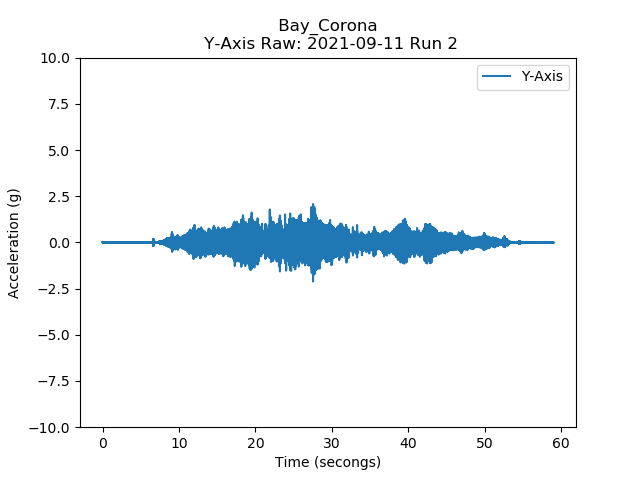 Bay_Corona
Y-Axis Raw: 2021-09-11 Run 2
Y-Axis
10.0
7.5
5.0
2.5
0.0
−2.5
−5.0
−7.5
−10.0
Acceleration (g)
0 10 20 30 40 50 60
Time (seconds)